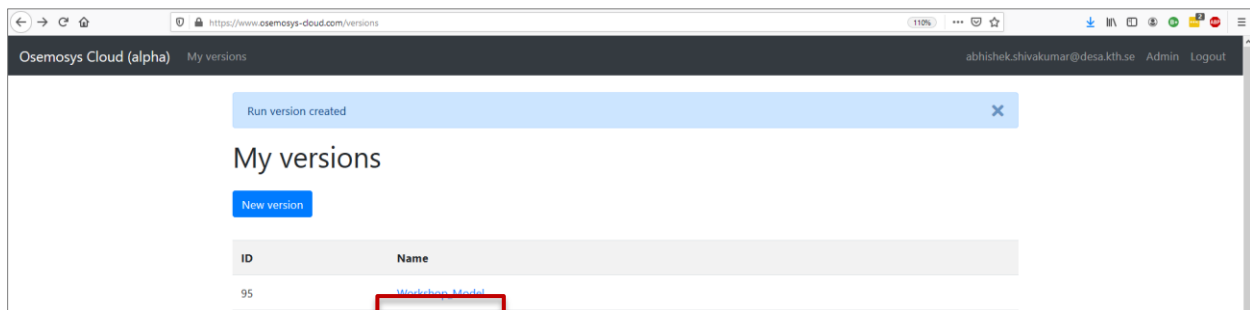 https://www.osemosys-cloud.com/versions
110%
Osemosys Cloud (alpha) My versions abhishek.shivakumar@desa.kth.se Admin Logout
Run version created
My versions
New version
ID Name
95 Workshop_Model